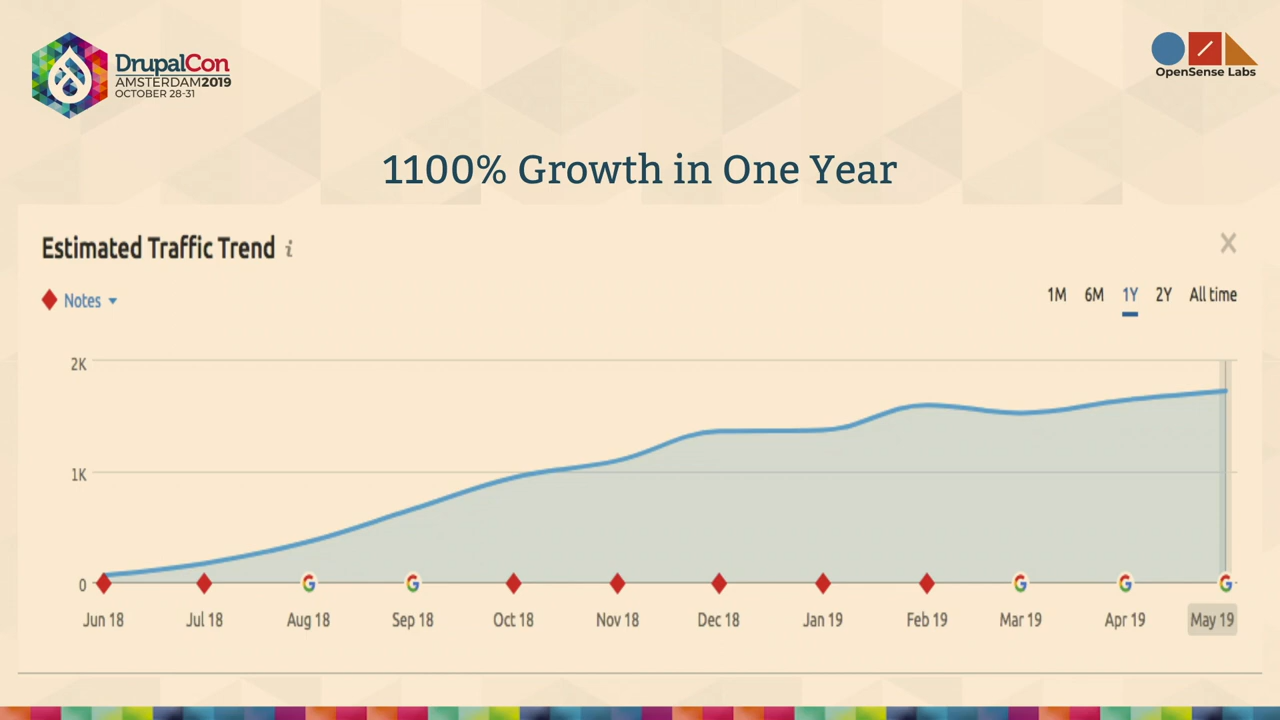 DrupalCon
AMSTERDAM2019
OCTOBER 28-31
OpenSense Labs
1100% Growth in One Year
Estimated Traffic Trend i
Notes
1M 6M 1Y 2Y All time
2K
1K
0
Jun 18 Jul 18 Aug 18 Sep 18 Oct 18 Nov 18 Dec 18 Jan 19 Feb 19 Mar 19 Apr 19 May 19